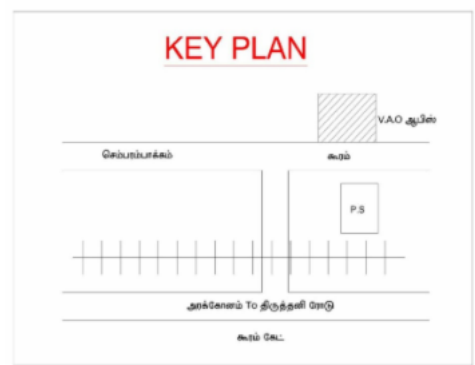 KEY PLAN
V.A.O ஆபிஸ்
செம்பரம்பாக்கம்
கூரம்
P.S
அரக்கோணம் To திருத்தணி ரோடு
கூரம் கேட்